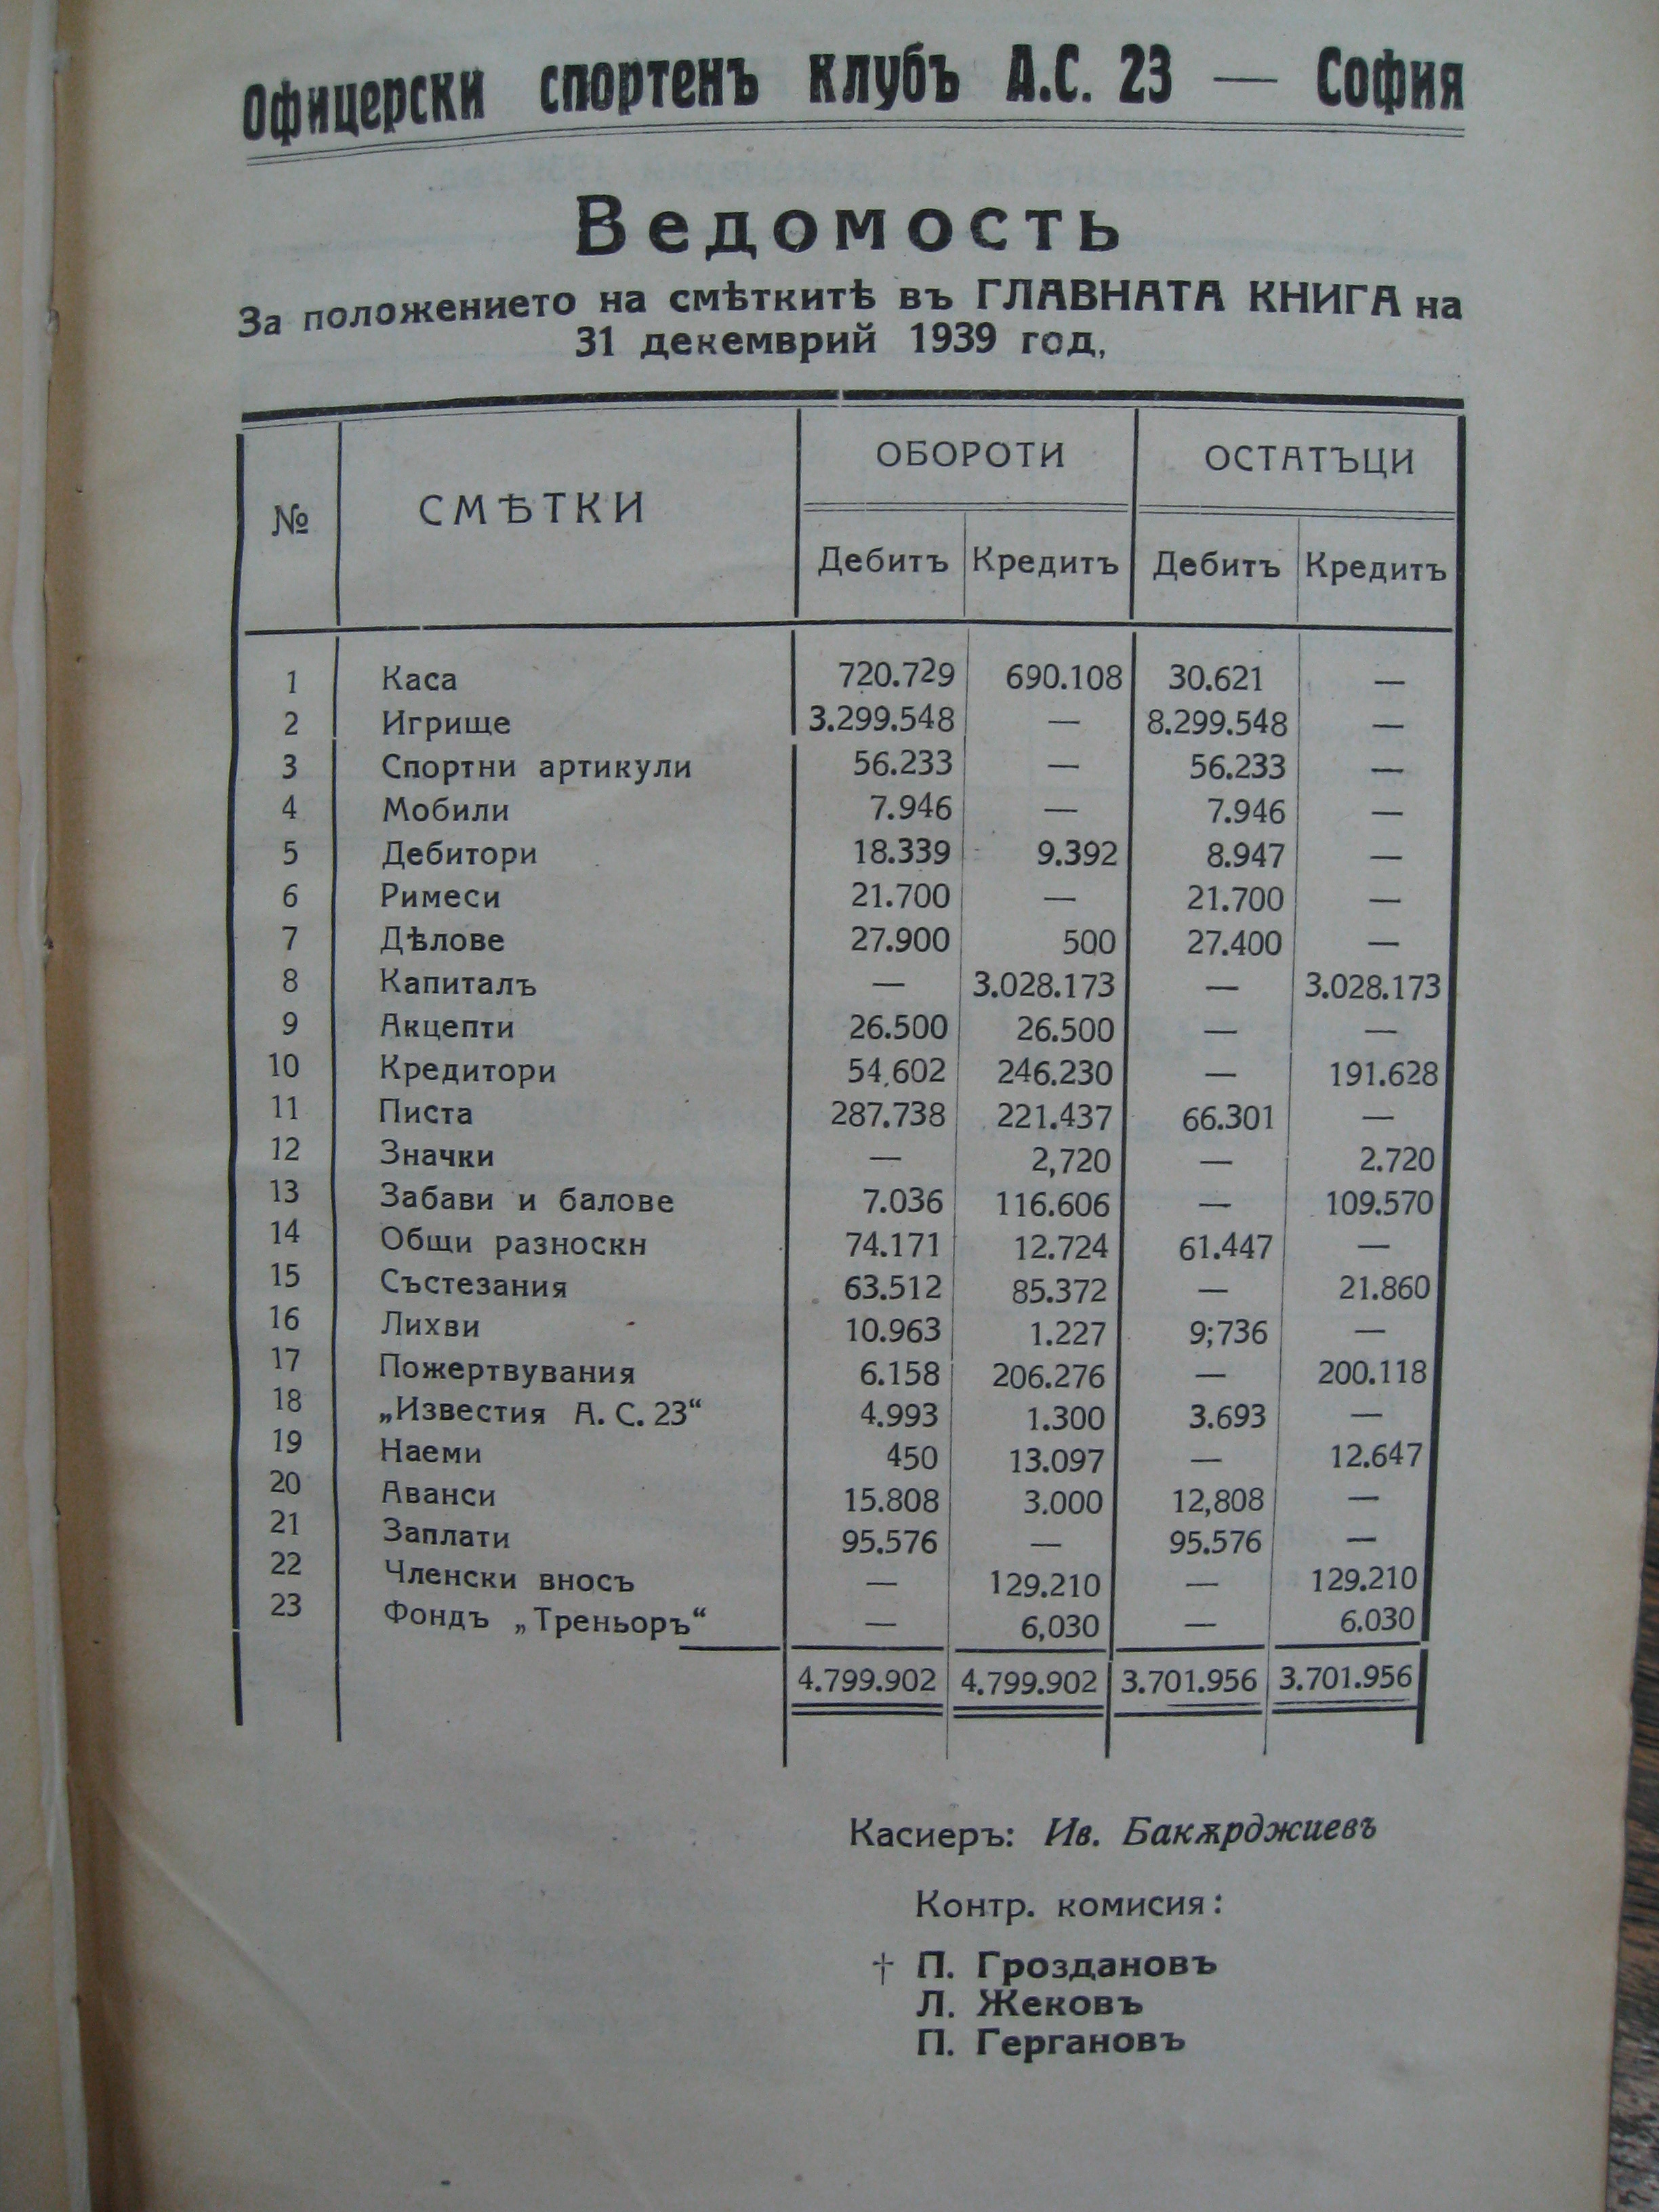 Офицерски спортенъ клубъ А.С. 23 — София
Ведомость
За положението на смѣткитѣ въ ГЛАВНАТА КНИГА на
31 декемврий 1939 год,
№ СМѢТКИ ОБОРОТИ ОСТАТЪЦИ
Дебитъ Кредитъ Дебитъ Кредитъ
1 Каса 720.729 690.108 30.621 —
2 Игрище 3.299.548 — 8.299.548 —
3 Спортни артикули 56.233 — 56.233 —
4 Мобили 7.946 — 7.946 —
5 Дебитори 18.339 9.392 8.947 —
6 Римеси 21.700 — 21.700 —
7 Дѣлове 27.900 500 27.400 —
8 Капиталъ — 3.028.173 — 3.028.173
9 Акцепти 26.500 26.500 — —
10 Кредитори 54,602 246.230 — 191.628
11 Писта 287.738 221.437 66.301 —
12 Значки — 2,720 — 2.720
13 Забави и балове 7.036 116.606 — 109.570
14 Общи разноскн 74.171 12.724 61.447 —
15 Състезания 63.512 85.372 — 21.860
16 Лихви 10.963 1.227 9;736 —
17 Пожертвувания 6.158 206.276 — 200.118
18 „Известия А. С. 23“ 4.993 1.300 3.693 —
19 Наеми 450 13.097 — 12.647
20 Аванси 15.808 3.000 12,808 —
21 Заплати 95.576 — 95.576 —
22 Членски вносъ — 129.210 — 129.210
23 Фондъ „Треньоръ“ — 6,030 — 6.030
4.799.902 4.799.902 3.701.956 3.701.956
Касиеръ: Ив. Бакѫрджиевъ
Контр. комисия:
† П. Гроздановъ
Л. Жековъ
П. Гергановъ